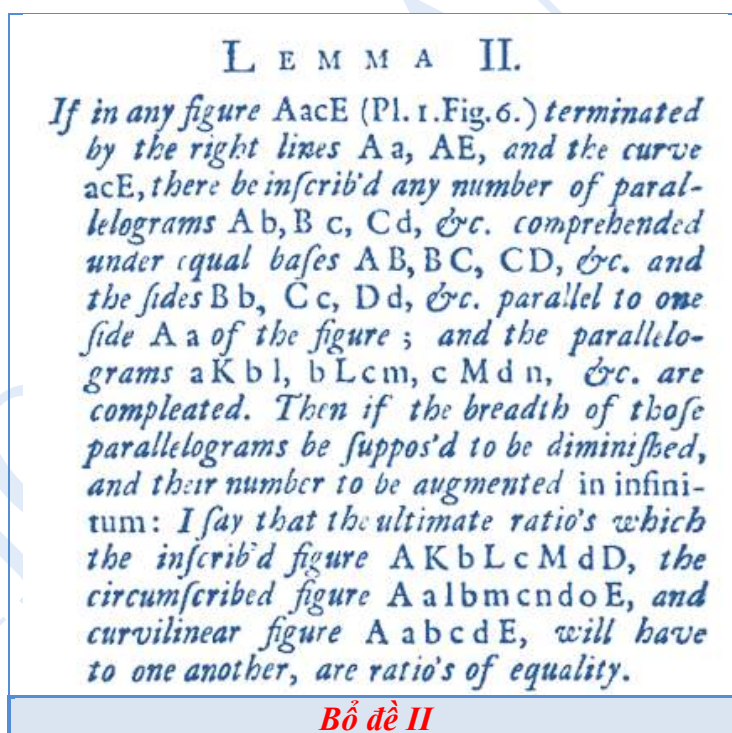 LEMMA II.
If in any figure AacE (Pl.1.Fig.6.) terminated
by the right lines Aa, AE, and the curve
acE, there be inſcrib'd any number of paral-
lelograms Ab, Bc, Cd, &c. comprehended
under equal baſes AB, BC, CD, &c. and
the ſides Bb, Cc, Dd, &c. parallel to one
ſide Aa of the figure; and the parallelo-
grams aKbl, bLcm, cMdn, &c. are
compleated. Then if the breadth of thoſe
parallelograms be ſuppos'd to be diminiſhed,
and their number to be augmented in infini-
tum: I ſay that the ultimate ratio's which
the inſcrib'd figure AKbLcMdD, the
circumſcribed figure AalbmcndoE, and
curvilinear figure AabcdE, will have
to one another, are ratio's of equality.
Bổ đề II